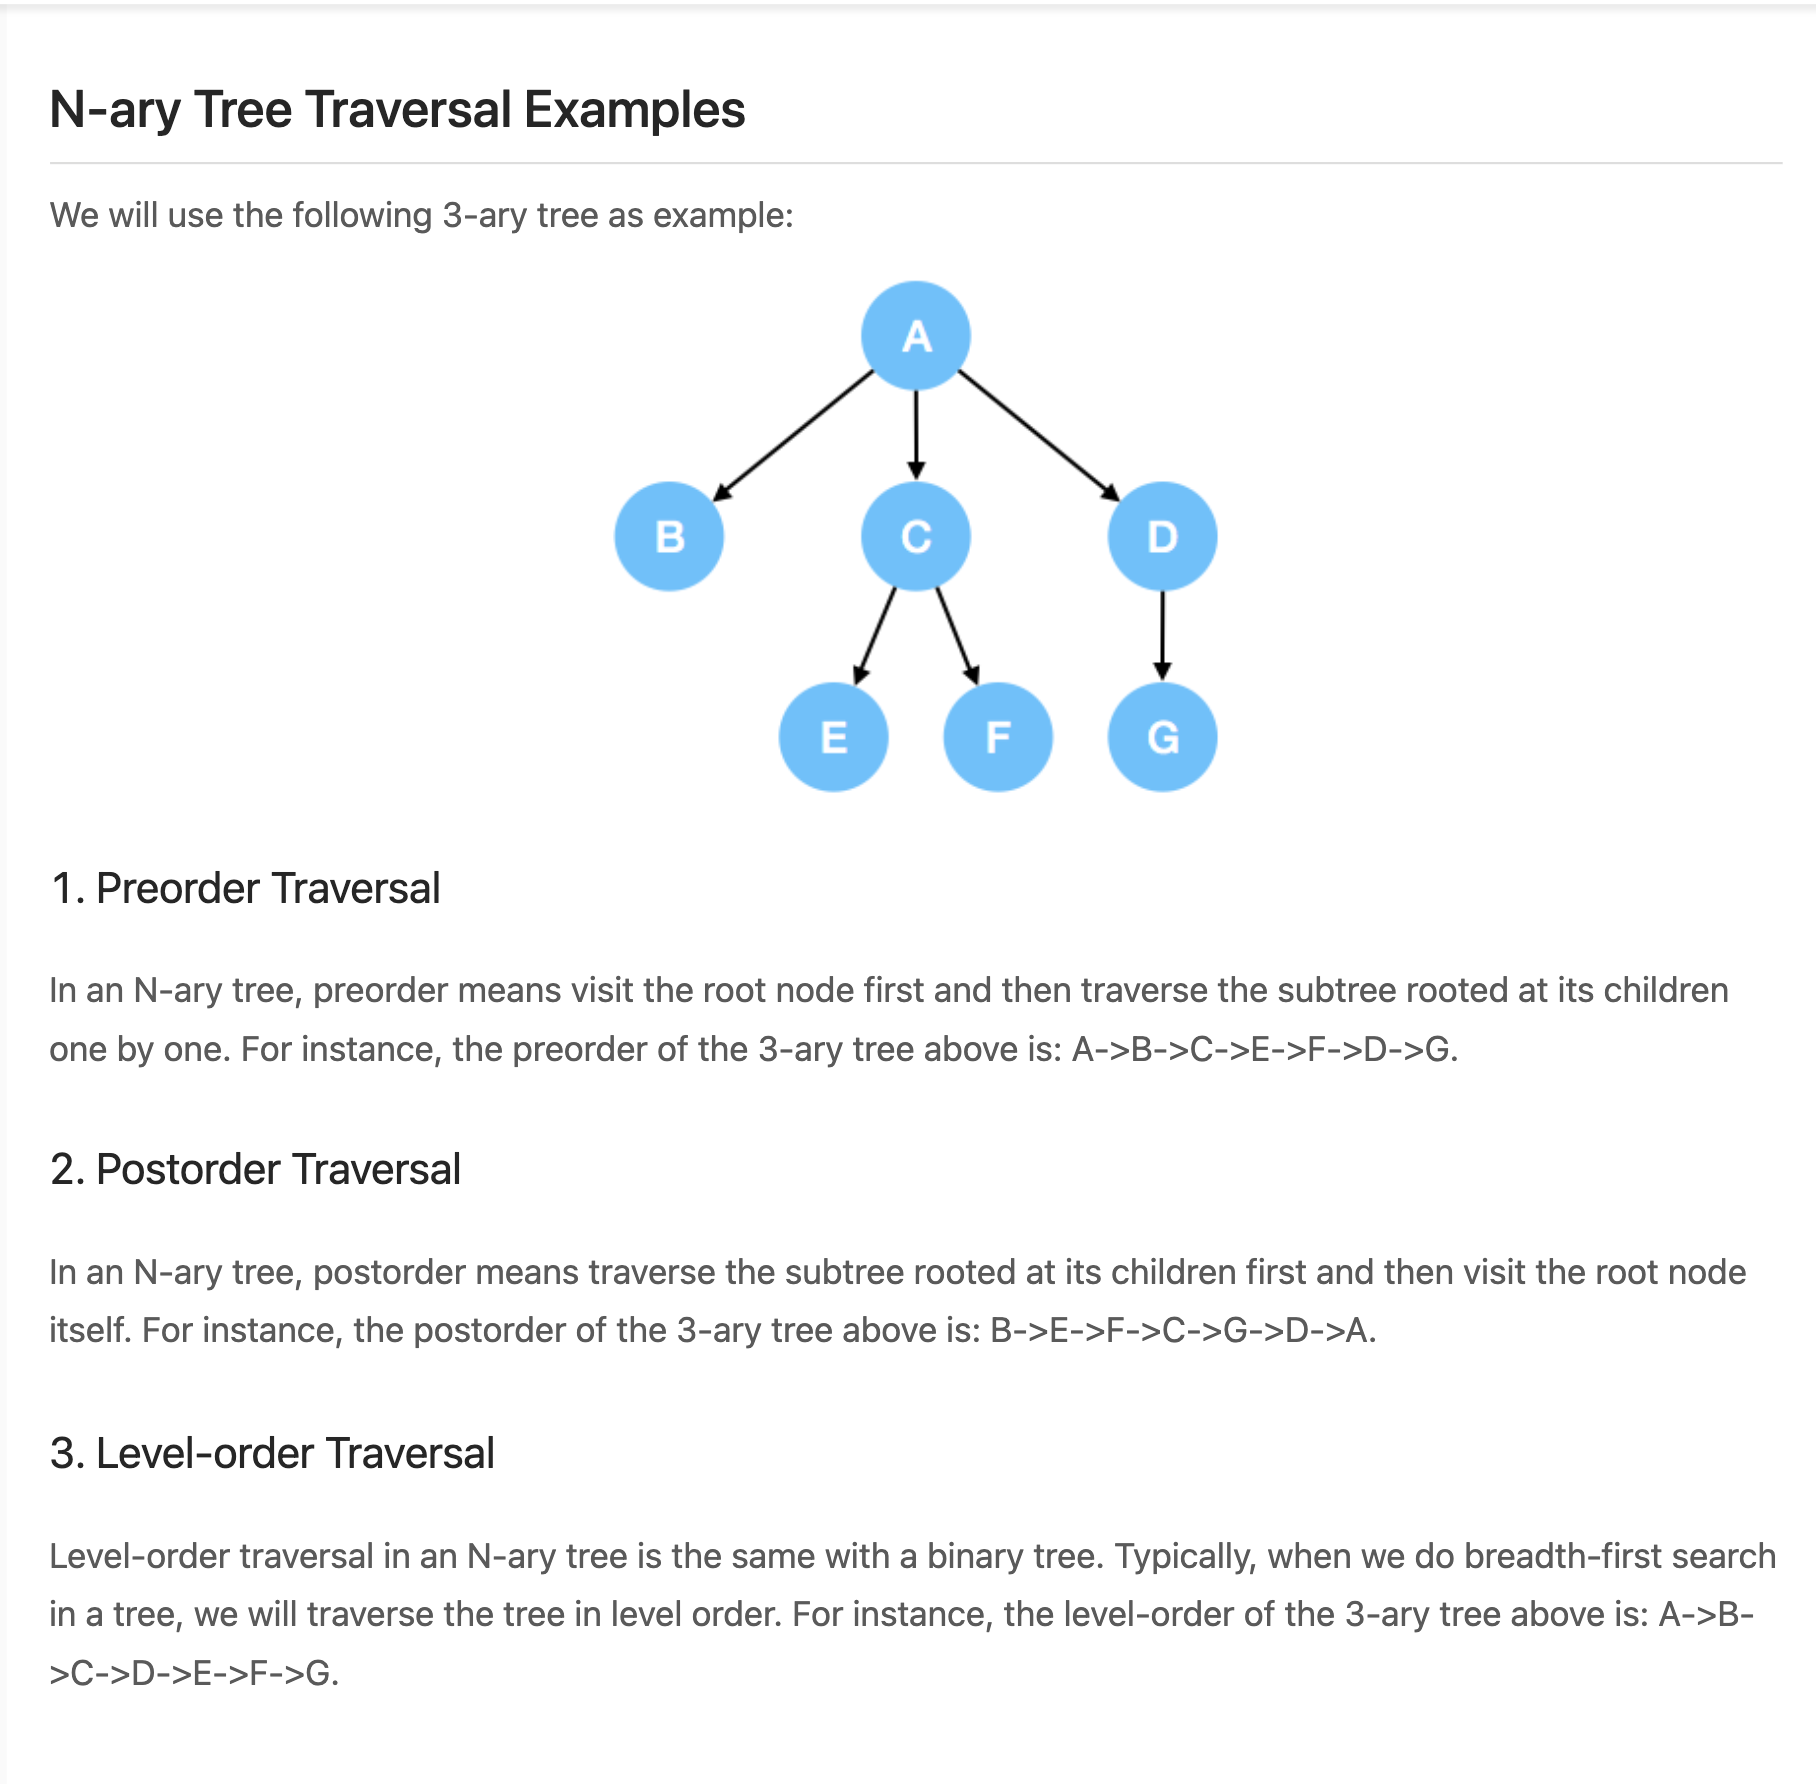 N-ary Tree Traversal Examples
We will use the following 3-ary tree as example:
A
B C D
E F G
1. Preorder Traversal
In an N-ary tree, preorder means visit the root node first and then traverse the subtree rooted at its children
one by one. For instance, the preorder of the 3-ary tree above is: A->B->C->E->F->D->G.
2. Postorder Traversal
In an N-ary tree, postorder means traverse the subtree rooted at its children first and then visit the root node
itself. For instance, the postorder of the 3-ary tree above is: B->E->F->C->G->D->A.
3. Level-order Traversal
Level-order traversal in an N-ary tree is the same with a binary tree. Typically, when we do breadth-first search
in a tree, we will traverse the tree in level order. For instance, the level-order of the 3-ary tree above is: A->B-
>C->D->E->F->G.